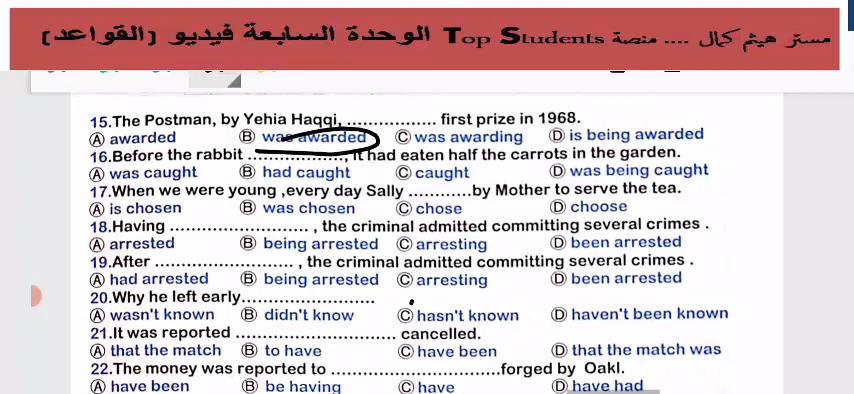 مستر هيثم كمال .... منصة Top Students الوحدة السابعة فيديو (القواعد)
15.The Postman, by Yehia Haqqi, ................. first prize in 1968.
Ⓐ awarded Ⓑ was awarded Ⓒ was awarding Ⓓ is being awarded
16.Before the rabbit .................., it had eaten half the carrots in the garden.
Ⓐ was caught Ⓑ had caught Ⓒ caught Ⓓ was being caught
17.When we were young ,every day Sally ............by Mother to serve the tea.
Ⓐ is chosen Ⓑ was chosen Ⓒ chose Ⓓ choose
18.Having .......................... , the criminal admitted committing several crimes .
Ⓐ arrested Ⓑ being arrested Ⓒ arresting Ⓓ been arrested
19.After .......................... , the criminal admitted committing several crimes .
Ⓐ had arrested Ⓑ being arrested Ⓒ arresting Ⓓ been arrested
20.Why he left early.........................
Ⓐ wasn't known Ⓑ didn't know Ⓒ hasn't known Ⓓ haven't been known
21.It was reported .............................. cancelled.
Ⓐ that the match Ⓑ to have Ⓒ have been Ⓓ that the match was
22.The money was reported to ................................forged by Oakl.
Ⓐ have been Ⓑ be having Ⓒ have Ⓓ have had